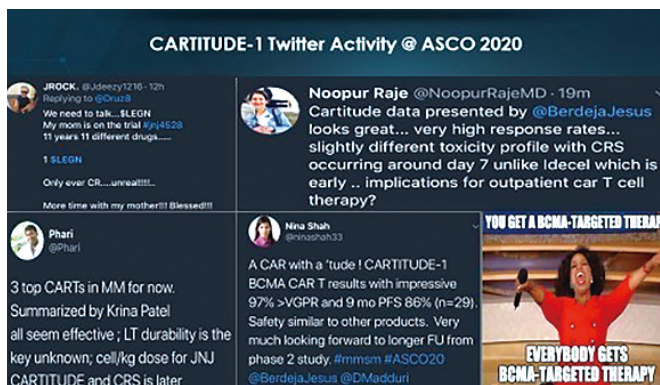 CARTITUDE-1 Twitter Activity @ ASCO 2020
JROCK. @Jdeezy1216 · 12h
Replying to @Oruz8
We need to talk...$LEGN
My mom is on the trial #jnj4528
11 years 11 different drugs......
1 $LEGN
Only ever CR....unreal!!!!..
More time with my mother!!! Blessed!!!
Noopur Raje @NoopurRajeMD · 19m
Cartitude data presented by @BerdejaJesus
looks great... very high response rates...
slightly different toxicity profile with CRS
occurring around day 7 unlike Idecel which is
early .. implications for outpatient car T cell
therapy?
Phari
@Phari
3 top CARTs in MM for now.
Summarized by Krina Patel
all seem effective ; LT durability is the
key unknown; cell/kg dose for JNJ
CARTITUDE and CRS is later
Nina Shah
@ninashah33
A CAR with a 'tude ! CARTITUDE-1
BCMA CAR T results with impressive
97% >VGPR and 9 mo PFS 86% (n=29).
Safety similar to other products. Very
much looking forward to longer FU from
phase 2 study. #mmsm #ASCO20
@BerdejaJesus @DMadduri
YOU GET A BCMA-TARGETED THERAP
EVERYBODY GETS
BCMA-TARGETED THERAPY